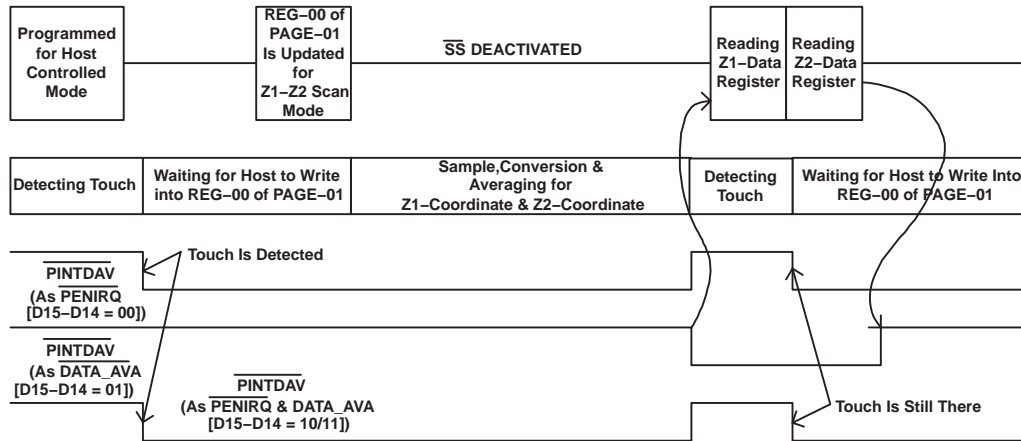 Programmed
for Host
Controlled
Mode
REG–00 of
PAGE–01
Is Updated
for
Z1–Z2 Scan
Mode
SS DEACTIVATED
Reading
Z1–Data
Register
Reading
Z2–Data
Register
Detecting Touch
Waiting for Host to Write
into REG–00 of PAGE–01
Sample,Conversion &
Averaging for
Z1–Coordinate & Z2–Coordinate
Detecting
Touch
Waiting for Host to Write Into
REG–00 of PAGE–01
Touch Is Detected
PINTDAV
(As PENIRQ
[D15–D14 = 00])
PINTDAV
(As DATA_AVA
[D15–D14 = 01])
PINTDAV
(As PENIRQ & DATA_AVA
[D15–D14 = 10/11])
Touch Is Still There